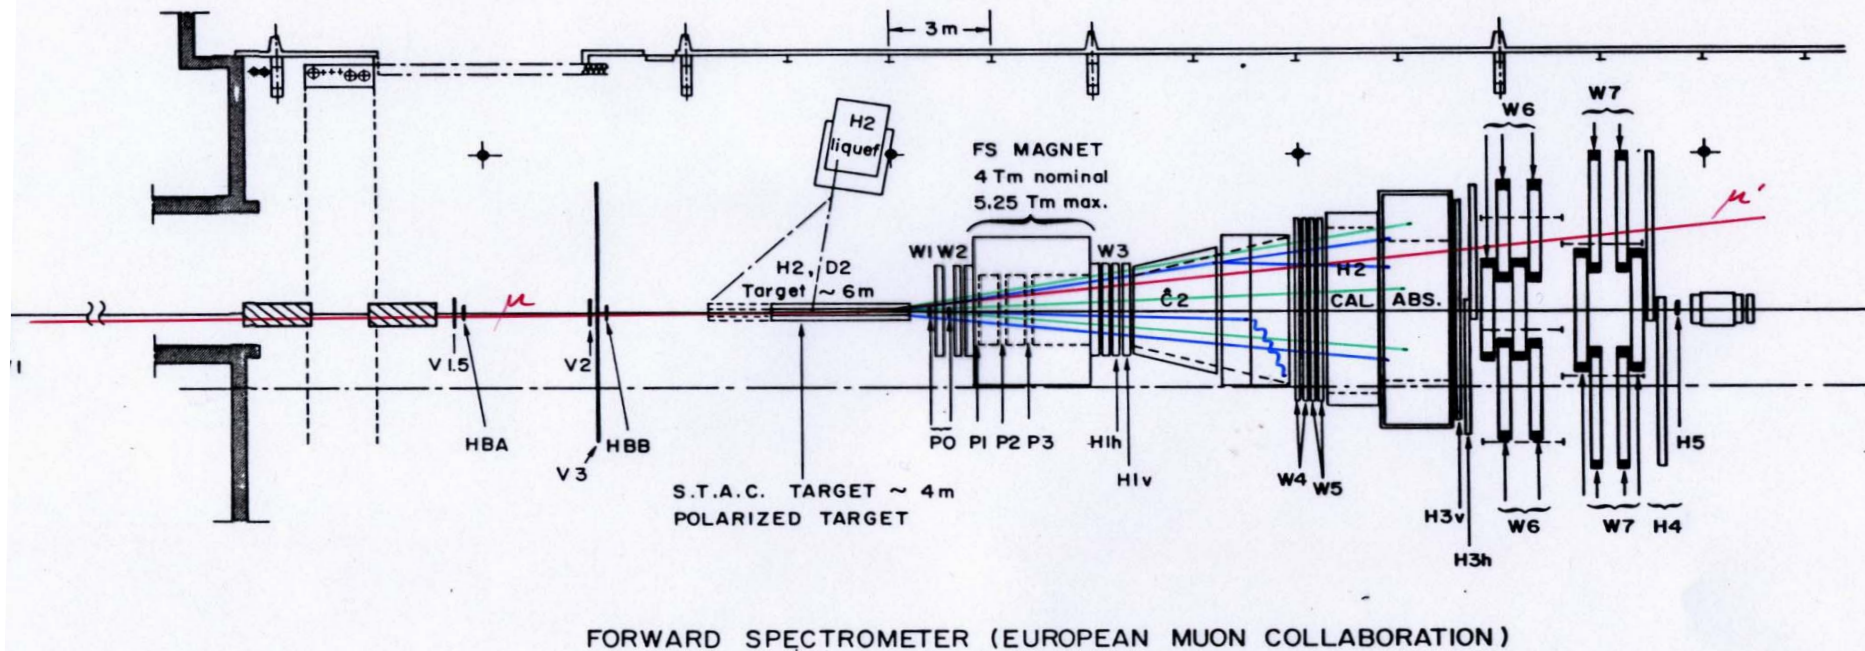 3m
W7
W6
H2
liquef
FS MAGNET
4 Tm nominal
5.25 Tm max.
μ'
W1 W2
W3
H2, D2
Target ~ 6m
H2
μ
Ĉ2
CAL.
ABS.
V1.5
V2
HBA
V3
HBB
P0
P1
P2
P3
H1h
H1v
W4
W5
S.T.A.C. TARGET ~ 4m
POLARIZED TARGET
H3v
H3h
W6
W7
H4
H5
FORWARD SPECTROMETER (EUROPEAN MUON COLLABORATION)